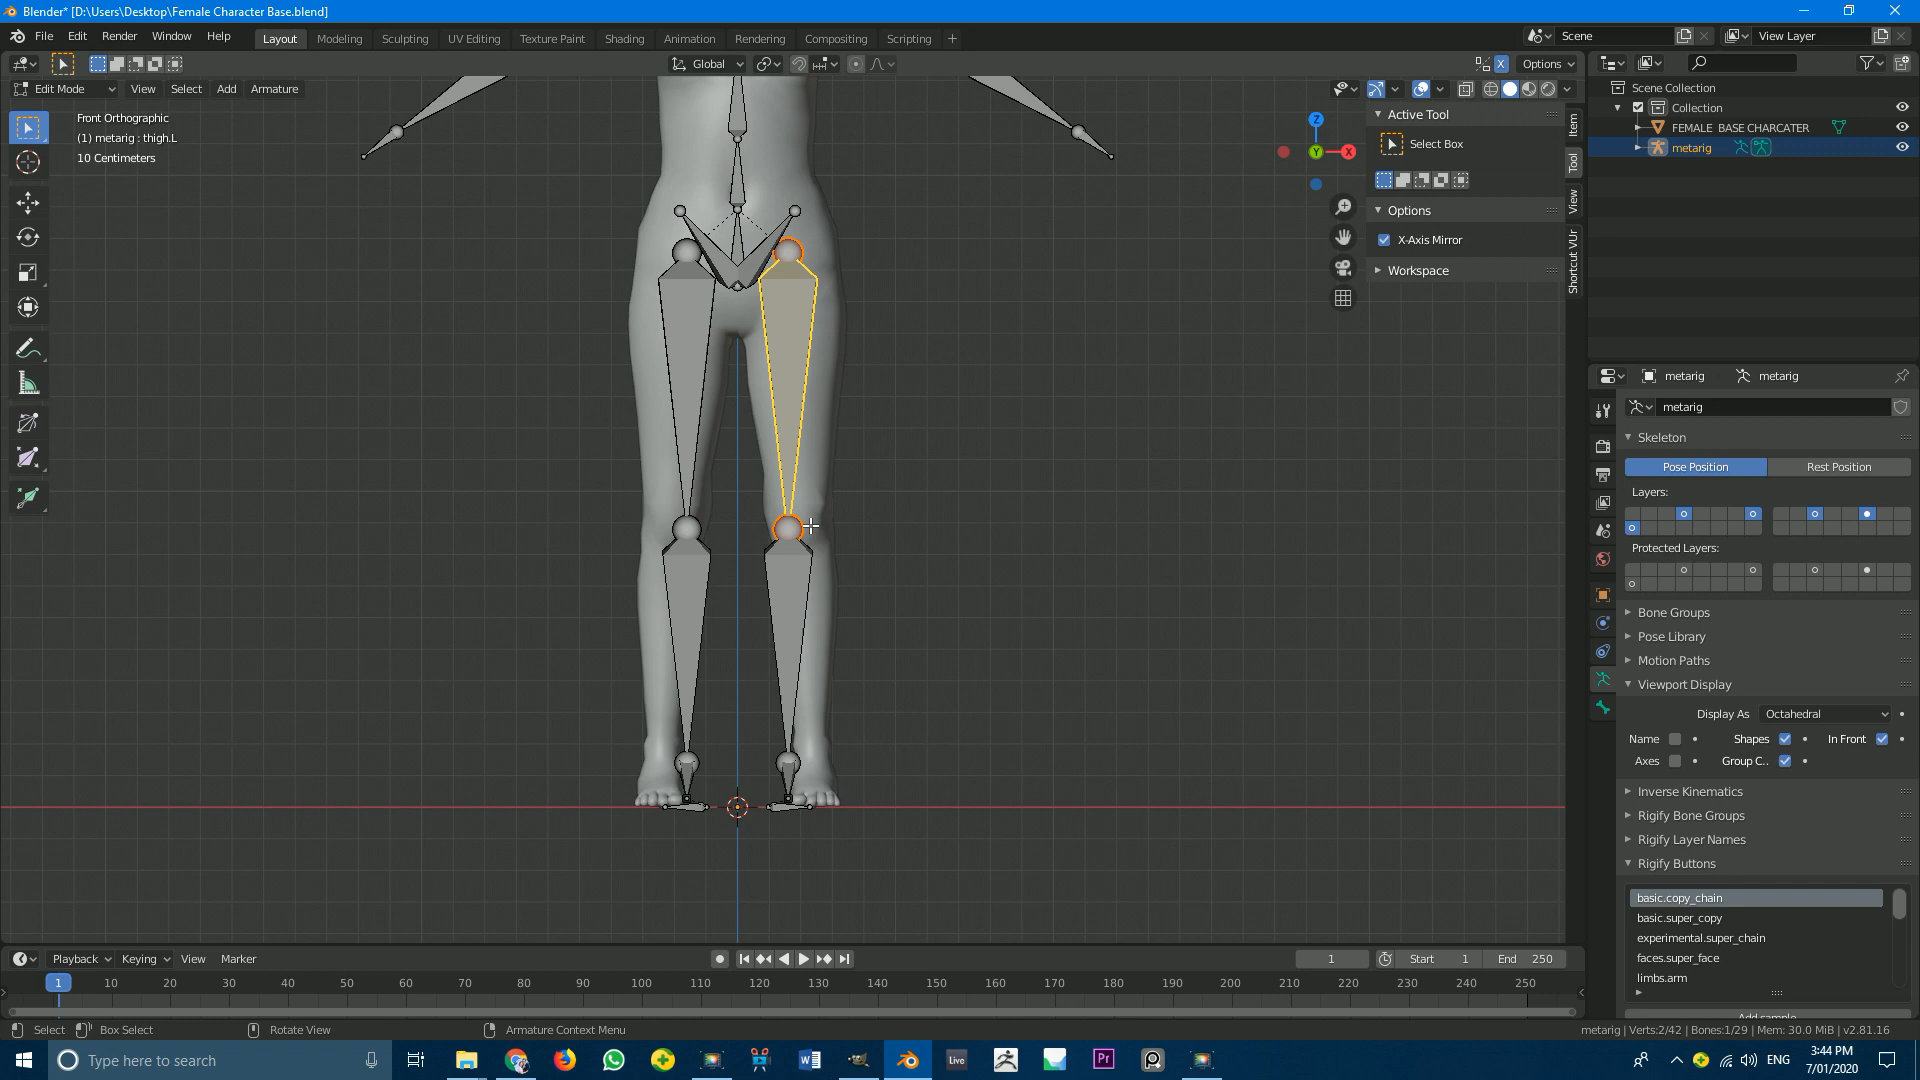 Blender* [D:\Users\Desktop\Female Character Base.blend]
File Edit Render Window Help Layout Modeling Sculpting UV Editing Texture Paint Shading Animation Rendering Compositing Scripting + Scene View Layer
Global X Options
Edit Mode View Select Add Armature
Front Orthographic
(1) metarig : thigh.L
10 Centimeters
Z
Y
X
Active Tool
Select Box
Options
X-Axis Mirror
Workspace
Item
Tool
View
Shortcut VUr
Scene Collection
Collection
FEMALE BASE CHARCATER
metarig
metarig metarig
metarig
Skeleton
Pose Position Rest Position
Layers:
Protected Layers:
Bone Groups
Pose Library
Motion Paths
Viewport Display
Display As Octahedral
Name Shapes In Front
Axes Group C..
Inverse Kinematics
Rigify Bone Groups
Rigify Layer Names
Rigify Buttons
basic.copy_chain
basic.super_copy
experimental.super_chain
faces.super_face
limbs.arm
Add sample
Playback Keying View Marker 1 Start 1 End 250
1 10 20 30 40 50 60 70 80 90 100 110 120 130 140 150 160 170 180 190 200 210 220 230 240 250
Select Box Select Rotate View Armature Context Menu metarig | Verts:2/42 | Bones:1/29 | Mem: 30.0 MiB | v2.81.16
Type here to search
Live
Pr
ENG
3:44 PM
7/01/2020